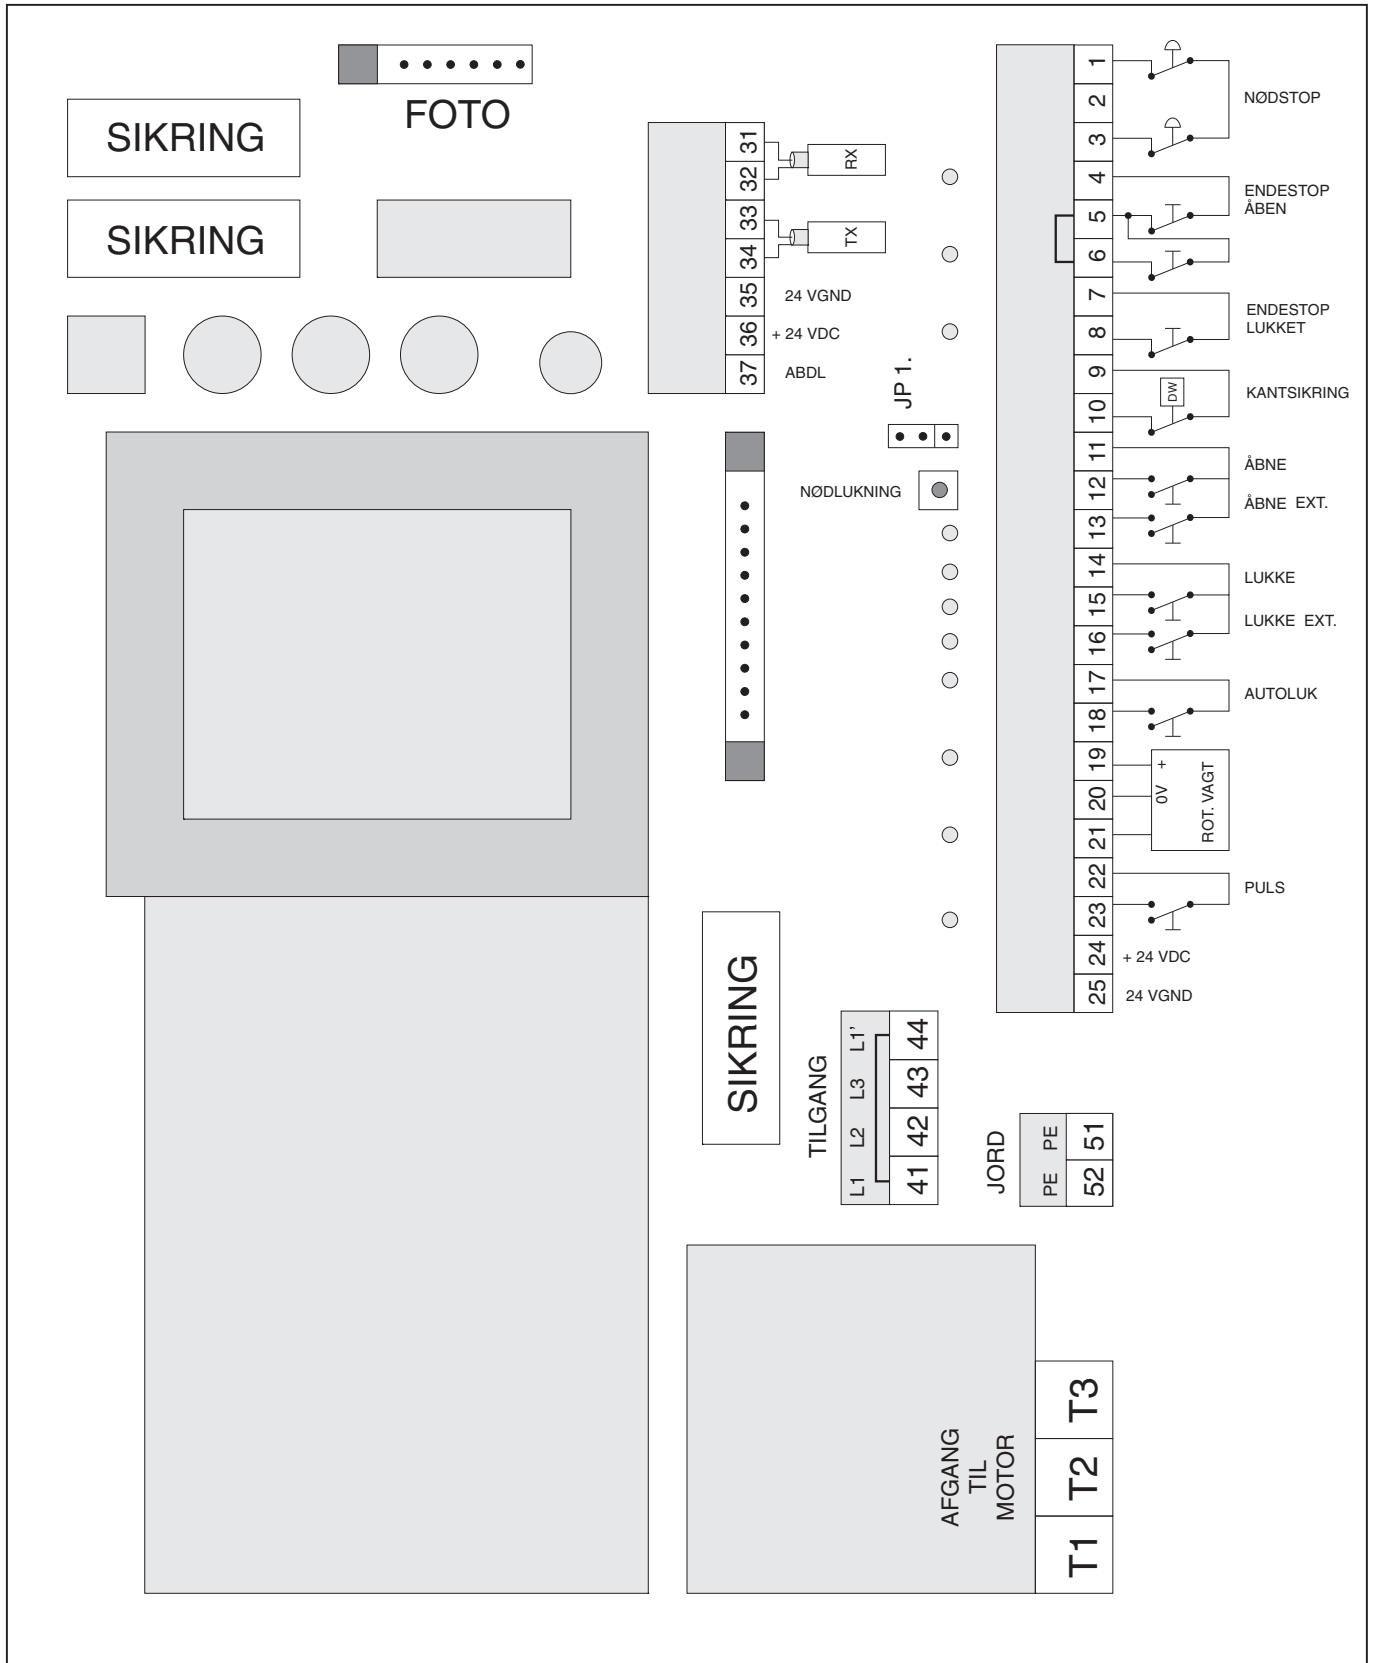 FOTO
SIKRING
SIKRING
31
32
33
34
35
36
37
RX
TX
24 VGND
+ 24 VDC
ABDL
JP 1.
NØDLUKNING
1
2
3
4
5
6
7
8
9
10
11
12
13
14
15
16
17
18
19
20
21
22
23
24
25
NØDSTOP
ENDESTOP
ÅBEN
ENDESTOP
LUKKET
DW
KANTSIKRING
ÅBNE
ÅBNE EXT.
LUKKE
LUKKE EXT.
AUTOLUK
+
0V
ROT. VAGT
PULS
+ 24 VDC
24 VGND
SIKRING
TILGANG
L1 L2 L3 L1'
41 42 43 44
JORD
PE PE
52 51
AFGANG
TIL
MOTOR
T1 T2 T3